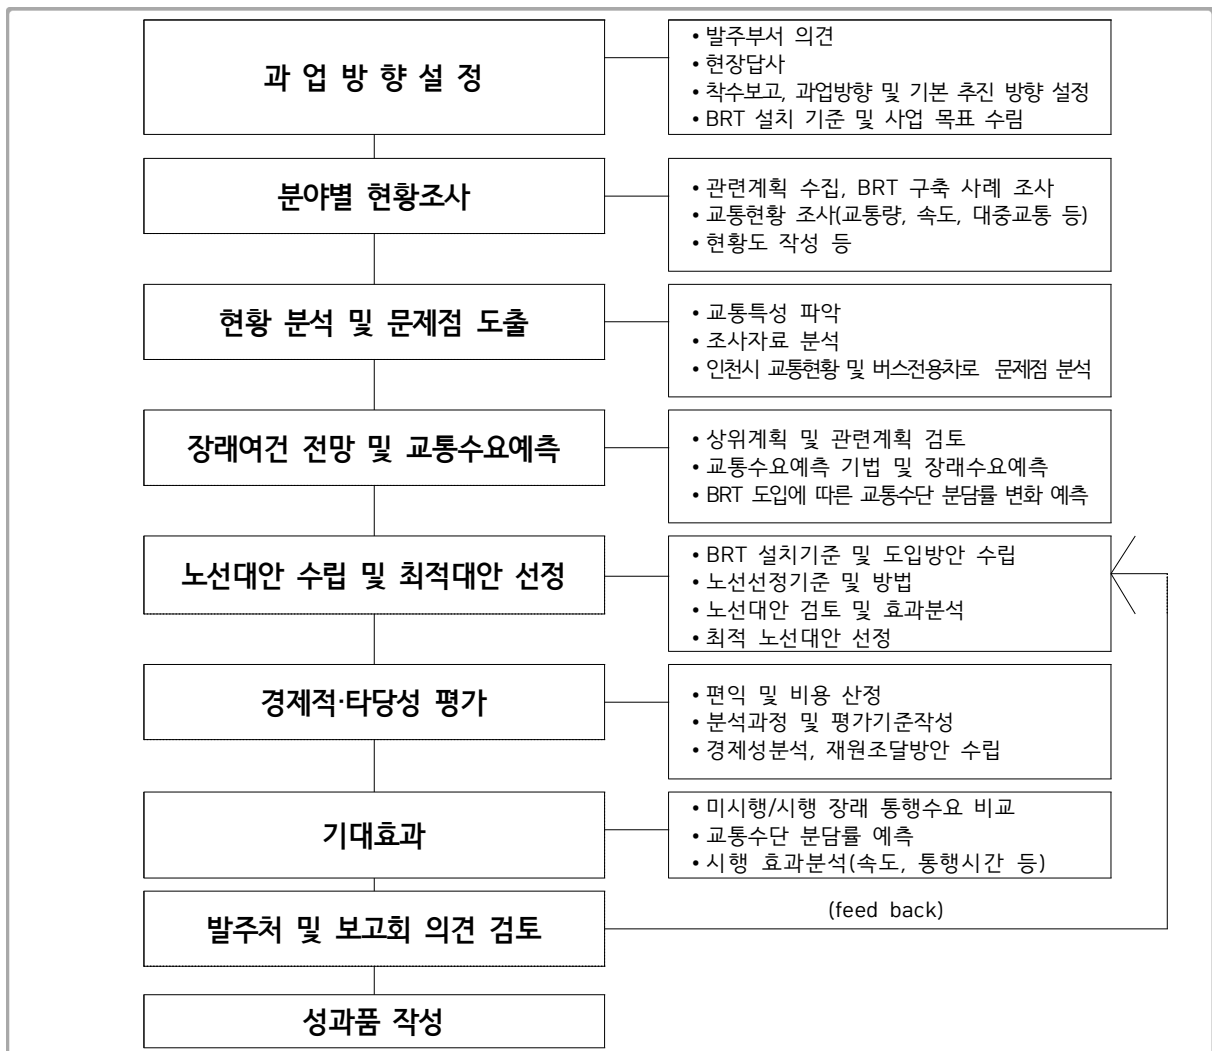 과 업 방 향 설 정
• 발주부서 의견
• 현장답사
• 착수보고, 과업방향 및 기본 추진 방향 설정
• BRT 설치 기준 및 사업 목표 수립
분야별 현황조사
• 관련계획 수집, BRT 구축 사례 조사
• 교통현황 조사(교통량, 속도, 대중교통 등)
• 현황도 작성 등
현황 분석 및 문제점 도출
• 교통특성 파악
• 조사자료 분석
• 인천시 교통현황 및 버스전용차로 문제점 분석
장래여건 전망 및 교통수요예측
• 상위계획 및 관련계획 검토
• 교통수요예측 기법 및 장래수요예측
• BRT 도입에 따른 교통수단 분담률 변화 예측
노선대안 수립 및 최적대안 선정
• BRT 설치기준 및 도입방안 수립
• 노선선정기준 및 방법
• 노선대안 검토 및 효과분석
• 최적 노선대안 선정
경제적·타당성 평가
• 편익 및 비용 산정
• 분석과정 및 평가기준작성
• 경제성분석, 재원조달방안 수립
기대효과
• 미시행/시행 장래 통행수요 비교
• 교통수단 분담률 예측
• 시행 효과분석(속도, 통행시간 등)
발주처 및 보고회 의견 검토
(feed back)
성과품 작성